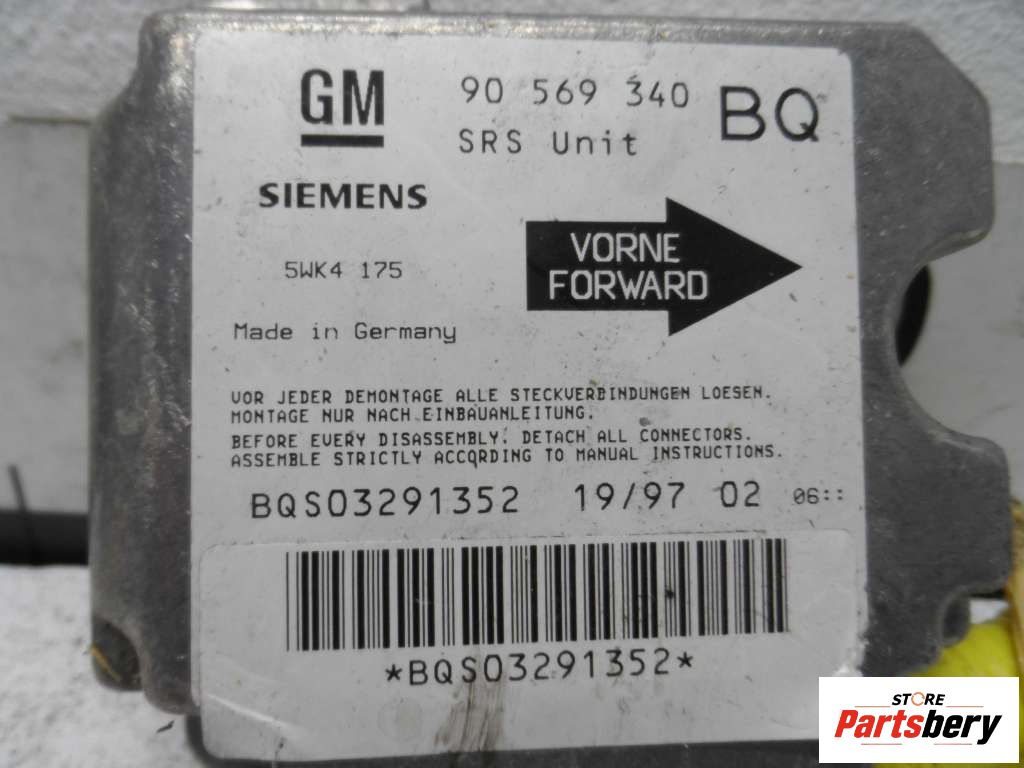 GM 90 569 340 BQ
SRS Unit
SIEMENS
VORNE
FORWARD
5WK4 175
Made in Germany
VOR JEDER DEMONTAGE ALLE STECKVERBINDUNGEN LOESEN.
MONTAGE NUR NACH EINBAUANLEITUNG.
BEFORE EVERY DISASSEMBLY. DETACH ALL CONNECTORS.
ASSEMBLE STRICTLY ACCORDING TO MANUAL INSTRUCTIONS.
BQS03291352 19/97 02 06::
*BQS03291352*
STORE
Partsbery